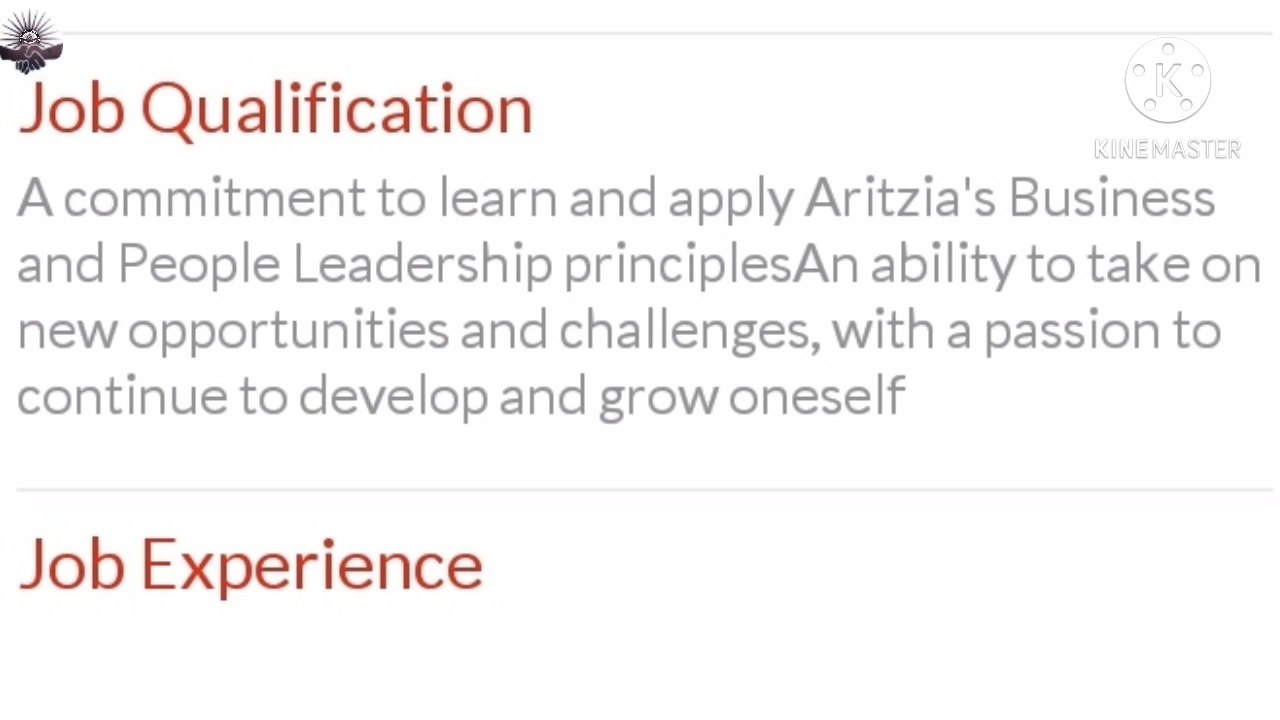 Job Qualification
K
KINEMASTER
A commitment to learn and apply Aritzia's Business
and People Leadership principlesAn ability to take on
new opportunities and challenges, with a passion to
continue to develop and grow oneself
Job Experience